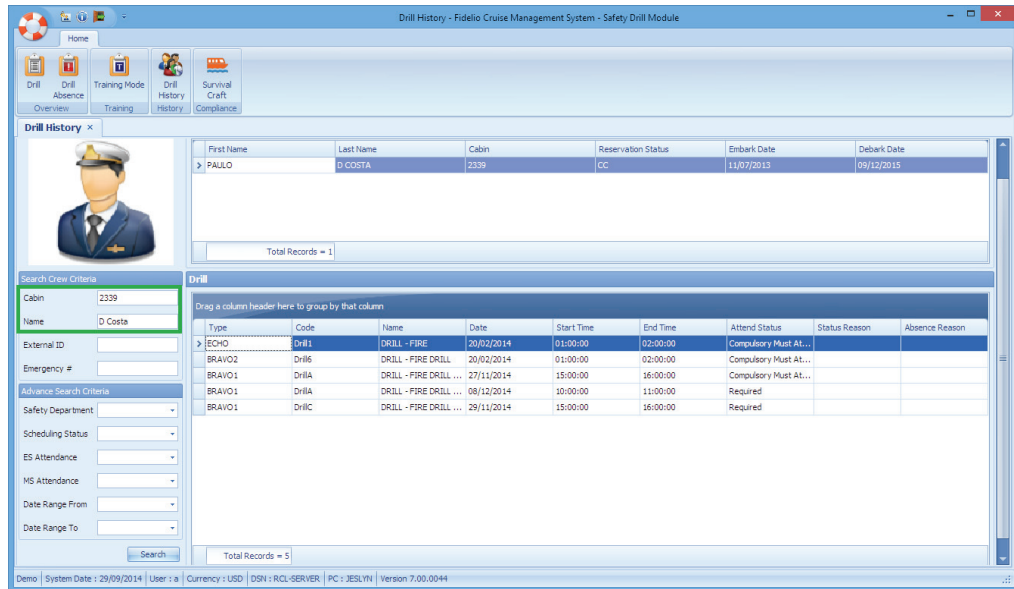 Drill History - Fidelio Cruise Management System - Safety Drill Module
Home
Drill
Drill Absence
Training Mode
Drill History
Survival Craft
Overview Training History Compliance
Drill History ×
First Name Last Name Cabin Reservation Status Embark Date Debark Date
PAULO D COSTA 2339 CC 11/07/2013 09/12/2015
Total Records = 1
Search Crew Criteria
Cabin 2339
Name D Costa
External ID
Emergency #
Advance Search Criteria
Safety Department
Scheduling Status
ES Attendance
MS Attendance
Date Range From
Date Range To
Search
Drill
Drag a column header here to group by that column
Type Code Name Date Start Time End Time Attend Status Status Reason Absence Reason
ECHO Drill1 DRILL - FIRE 20/02/2014 01:00:00 02:00:00 Compulsory Must At...
BRAVO2 Drill6 DRILL - FIRE DRILL 20/02/2014 01:00:00 02:00:00 Compulsory Must At...
BRAVO1 DrillA DRILL - FIRE DRILL ... 27/11/2014 15:00:00 16:00:00 Compulsory Must At...
BRAVO1 DrillA DRILL - FIRE DRILL ... 08/12/2014 10:00:00 11:00:00 Required
BRAVO1 DrillC DRILL - FIRE DRILL ... 29/11/2014 15:00:00 16:00:00 Required
Total Records = 5
Demo System Date : 29/09/2014 User : a Currency : USD DSN : RCL-SERVER PC : JESLYN Version 7.00.0044